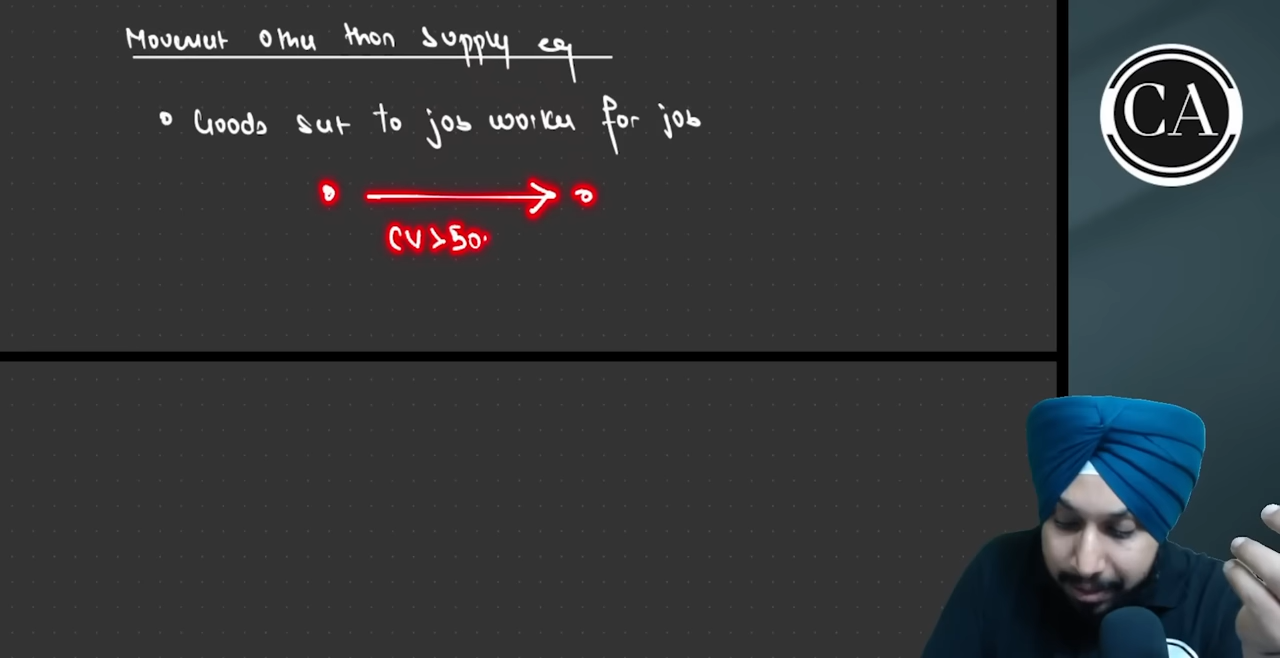 Movement other than supply eg
• Goods sent to job worker for job
CV > 50.
CA